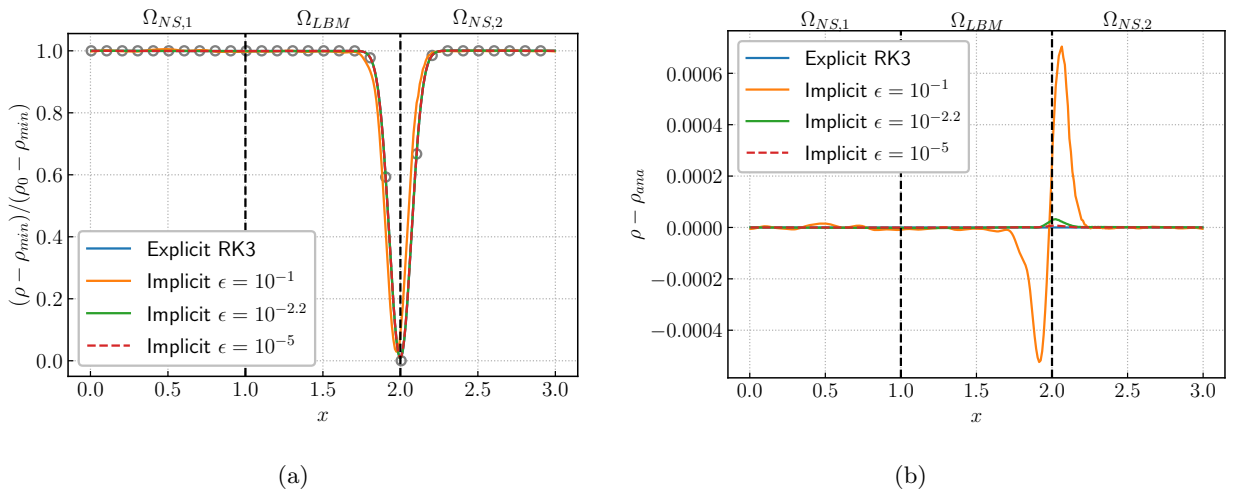 Ω_{NS,1} Ω_{LBM} Ω_{NS,2}
(ρ − ρ_{min})/(ρ_0 − ρ_{min})
1.0
0.8
0.6
0.4
0.2
0.0
Explicit RK3
Implicit ϵ = 10^{−1}
Implicit ϵ = 10^{−2.2}
Implicit ϵ = 10^{−5}
0.0 0.5 1.0 1.5 2.0 2.5 3.0
x
(a)
Ω_{NS,1} Ω_{LBM} Ω_{NS,2}
ρ − ρ_{ana}
0.0006
0.0004
0.0002
0.0000
−0.0002
−0.0004
Explicit RK3
Implicit ϵ = 10^{−1}
Implicit ϵ = 10^{−2.2}
Implicit ϵ = 10^{−5}
0.0 0.5 1.0 1.5 2.0 2.5 3.0
x
(b)